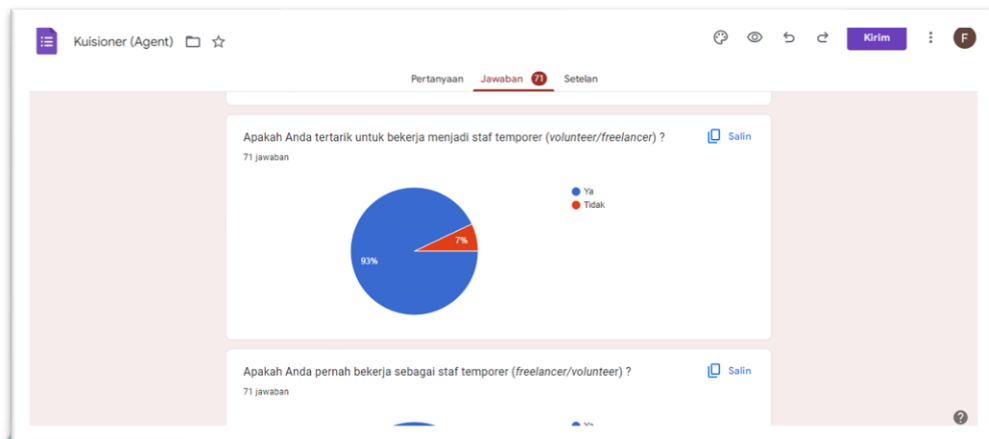 Kuisioner (Agent)
Kirim
F
Pertanyaan Jawaban 71 Setelan
Apakah Anda tertarik untuk bekerja menjadi staf temporer (volunteer/freelancer) ?
Salin
71 jawaban
Ya
Tidak
7%
93%
Apakah Anda pernah bekerja sebagai staf temporer (freelancer/volunteer) ?
Salin
71 jawaban